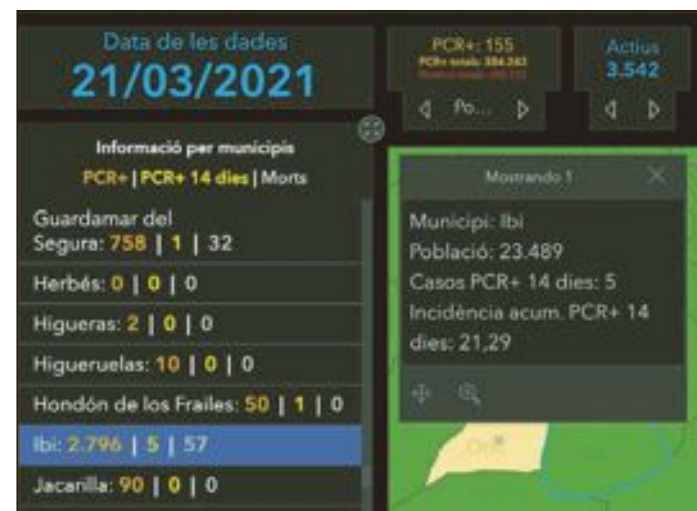 Data de les dades
21/03/2021
PCR+: 155
Actius
3.542
Po...
Informació per municipis
PCR+ | PCR+ 14 dies | Morts
Guardamar del
Segura: 758 | 1 | 32
Herbés: 0 | 0 | 0
Higueras: 2 | 0 | 0
Higueruelas: 10 | 0 | 0
Hondón de los Frailes: 50 | 1 | 0
Ibi: 2.796 | 5 | 57
Jacarilla: 90 | 0 | 0
Mostrando 1
Municipi: Ibi
Població: 23.489
Casos PCR+ 14 dies: 5
Incidència acum. PCR+ 14
dies: 21,29